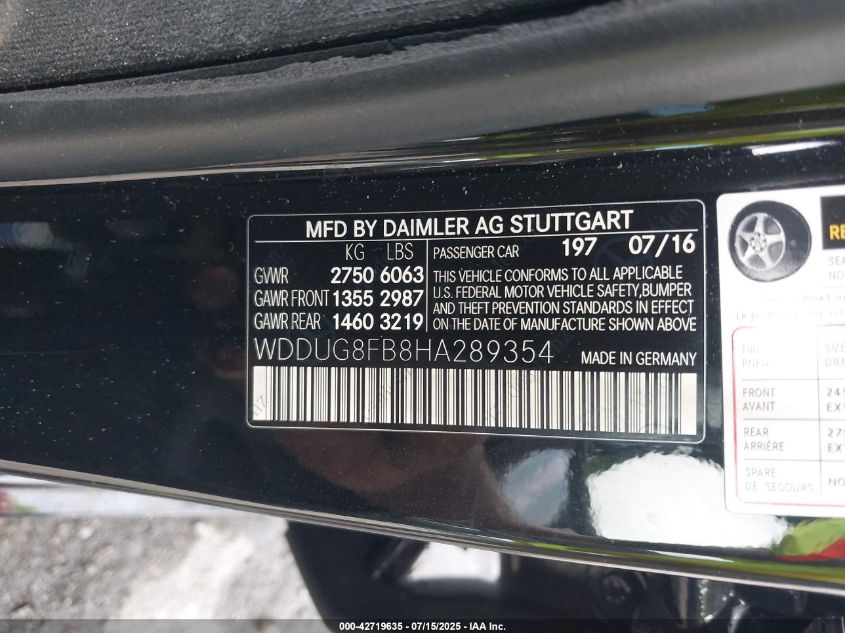 MFD BY DAIMLER AG STUTTGART
KG LBS PASSENGER CAR 197 07/16
GVWR 2750 6063
GAWR FRONT 1355 2987
GAWR REAR 1460 3219
THIS VEHICLE CONFORMS TO ALL APPLICABLE
U.S. FEDERAL MOTOR VEHICLE SAFETY, BUMPER
AND THEFT PREVENTION STANDARDS IN EFFECT
ON THE DATE OF MANUFACTURE SHOWN ABOVE
WDDUG8FB8HA289354 MADE IN GERMANY
TIRE
PNEU
FRONT
AVANT
REAR
ARRIÈRE
SPARE
DE SECOURS
000-42719635 - 07/15/2025 - IAA Inc.